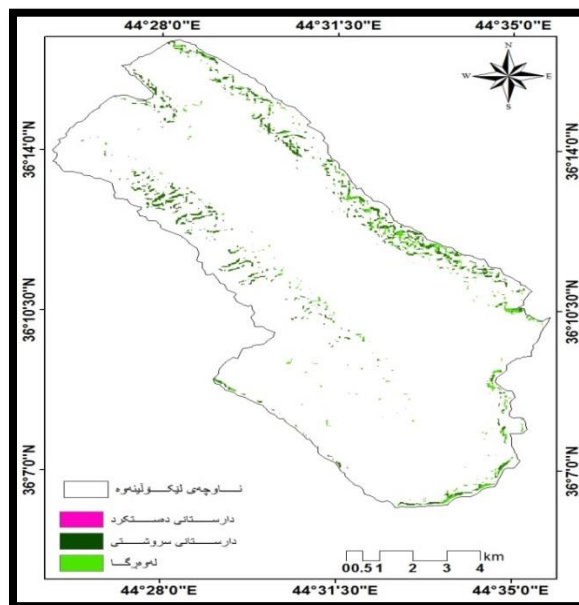 44°28'0"E 44°31'30"E 44°35'0"E
N
W E
S
36°14'0"N 36°14'0"N
36°10'30"N 36°10'30"N
36°7'0"N 36°7'0"N
ناوچەی لیکۆڵینەوە
دارستانی دەستکرد
دارستانی سروشتی
لەوەرگا
km
0 0.5 1 2 3 4
44°28'0"E 44°31'30"E 44°35'0"E